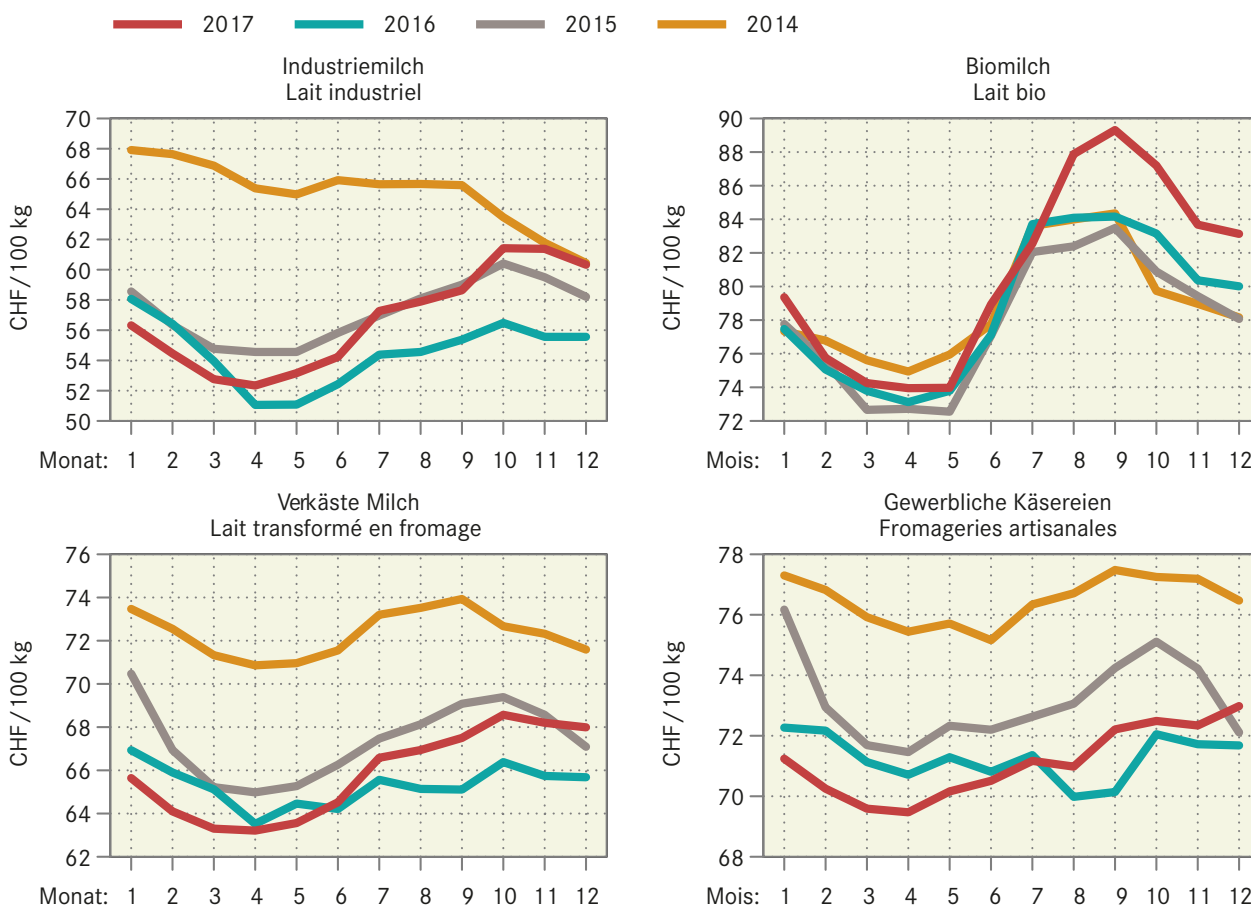 2017 2016 2015 2014
Industriemilch
Lait industriel
CHF / 100 kg
70
68
66
64
62
60
58
56
54
52
50
Monat: 1 2 3 4 5 6 7 8 9 10 11 12
Biomilch
Lait bio
CHF / 100 kg
90
88
86
84
82
80
78
76
74
72
Mois: 1 2 3 4 5 6 7 8 9 10 11 12
Verkäste Milch
Lait transformé en fromage
CHF / 100 kg
76
74
72
70
68
66
64
62
Monat: 1 2 3 4 5 6 7 8 9 10 11 12
Gewerbliche Käsereien
Fromageries artisanales
CHF / 100 kg
78
76
74
72
70
68
Mois: 1 2 3 4 5 6 7 8 9 10 11 12